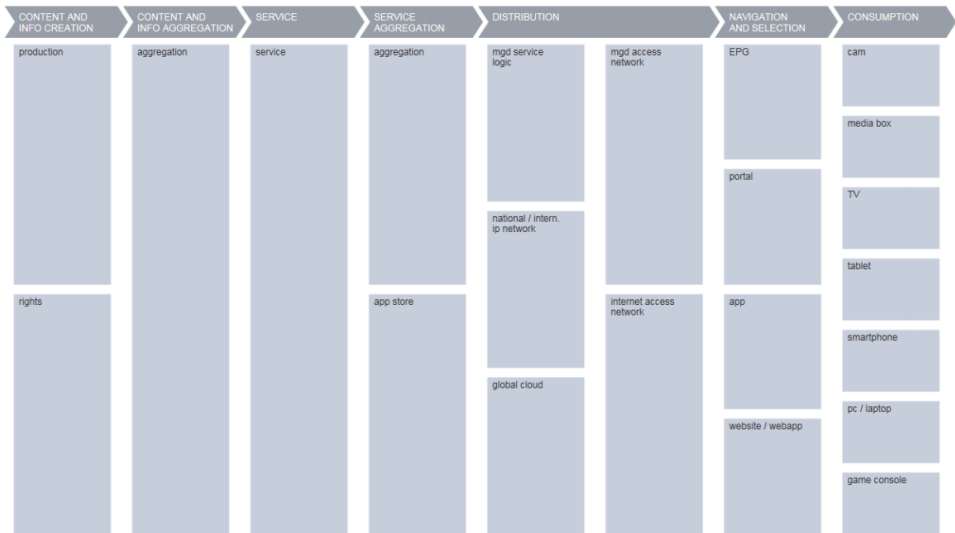 CONTENT AND
INFO CREATION
CONTENT AND
INFO AGGREGATION
SERVICE
SERVICE
AGGREGATION
DISTRIBUTION
NAVIGATION
AND SELECTION
CONSUMPTION
production
rights
aggregation
service
aggregation
app store
mgd service
logic
national / intern.
ip network
global cloud
mgd access
network
internet access
network
EPG
portal
app
website / webapp
cam
media box
TV
tablet
smartphone
pc / laptop
game console